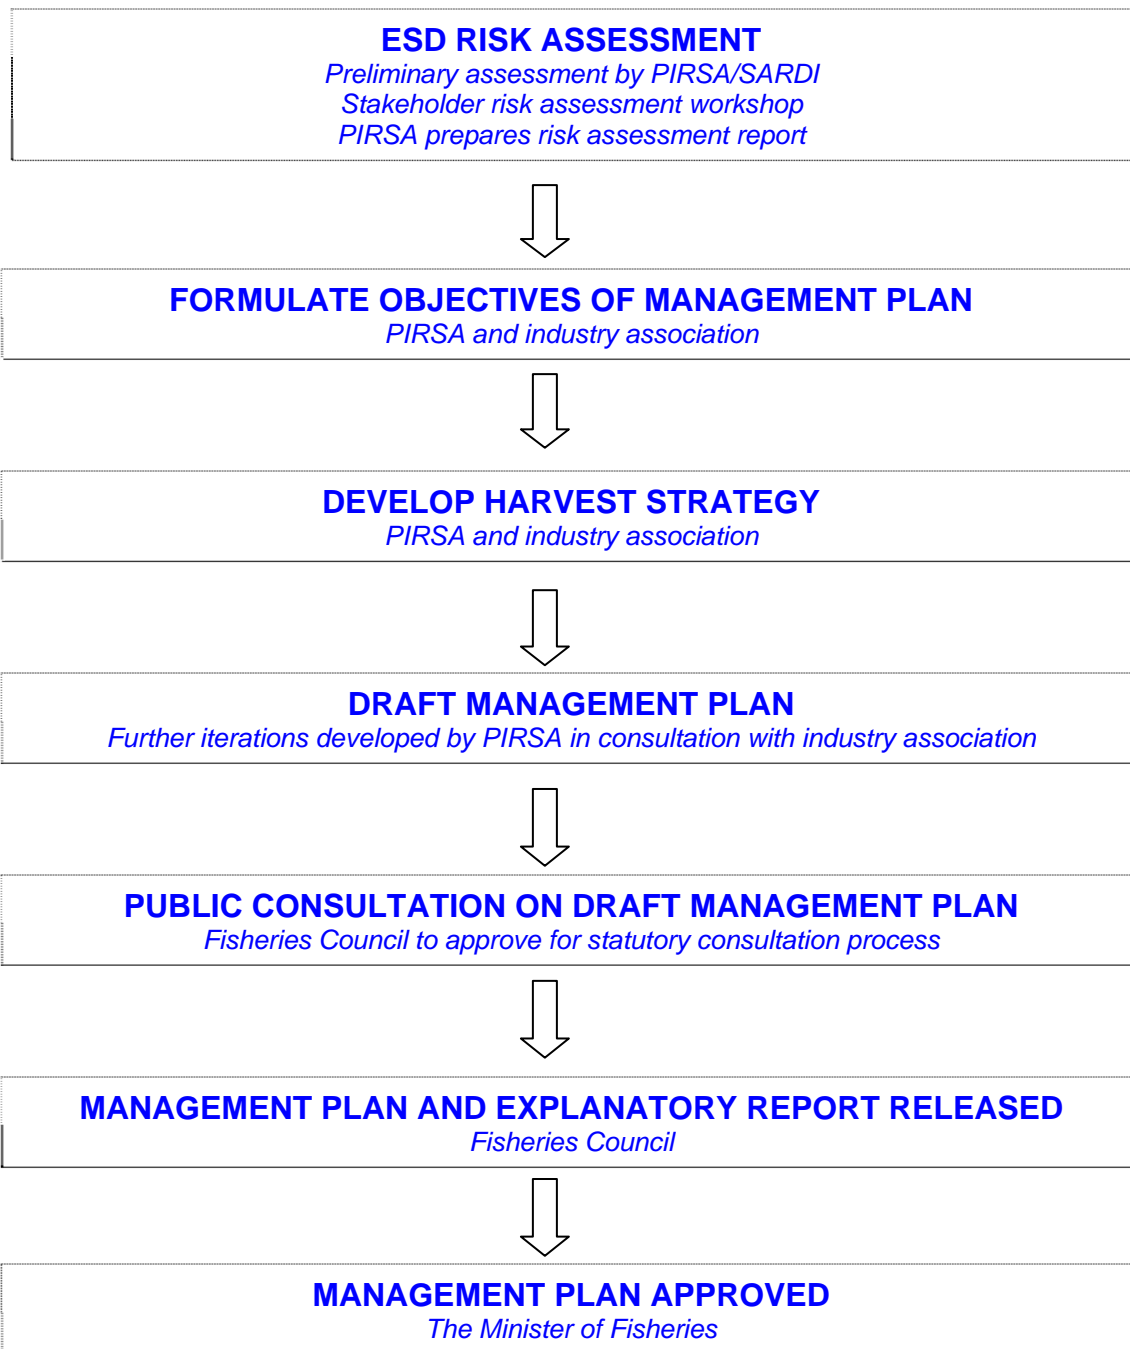 ESD RISK ASSESSMENT
Preliminary assessment by PIRSA/SARDI
Stakeholder risk assessment workshop
PIRSA prepares risk assessment report
FORMULATE OBJECTIVES OF MANAGEMENT PLAN
PIRSA and industry association
DEVELOP HARVEST STRATEGY
PIRSA and industry association
DRAFT MANAGEMENT PLAN
Further iterations developed by PIRSA in consultation with industry association
PUBLIC CONSULTATION ON DRAFT MANAGEMENT PLAN
Fisheries Council to approve for statutory consultation process
MANAGEMENT PLAN AND EXPLANATORY REPORT RELEASED
Fisheries Council
MANAGEMENT PLAN APPROVED
The Minister of Fisheries